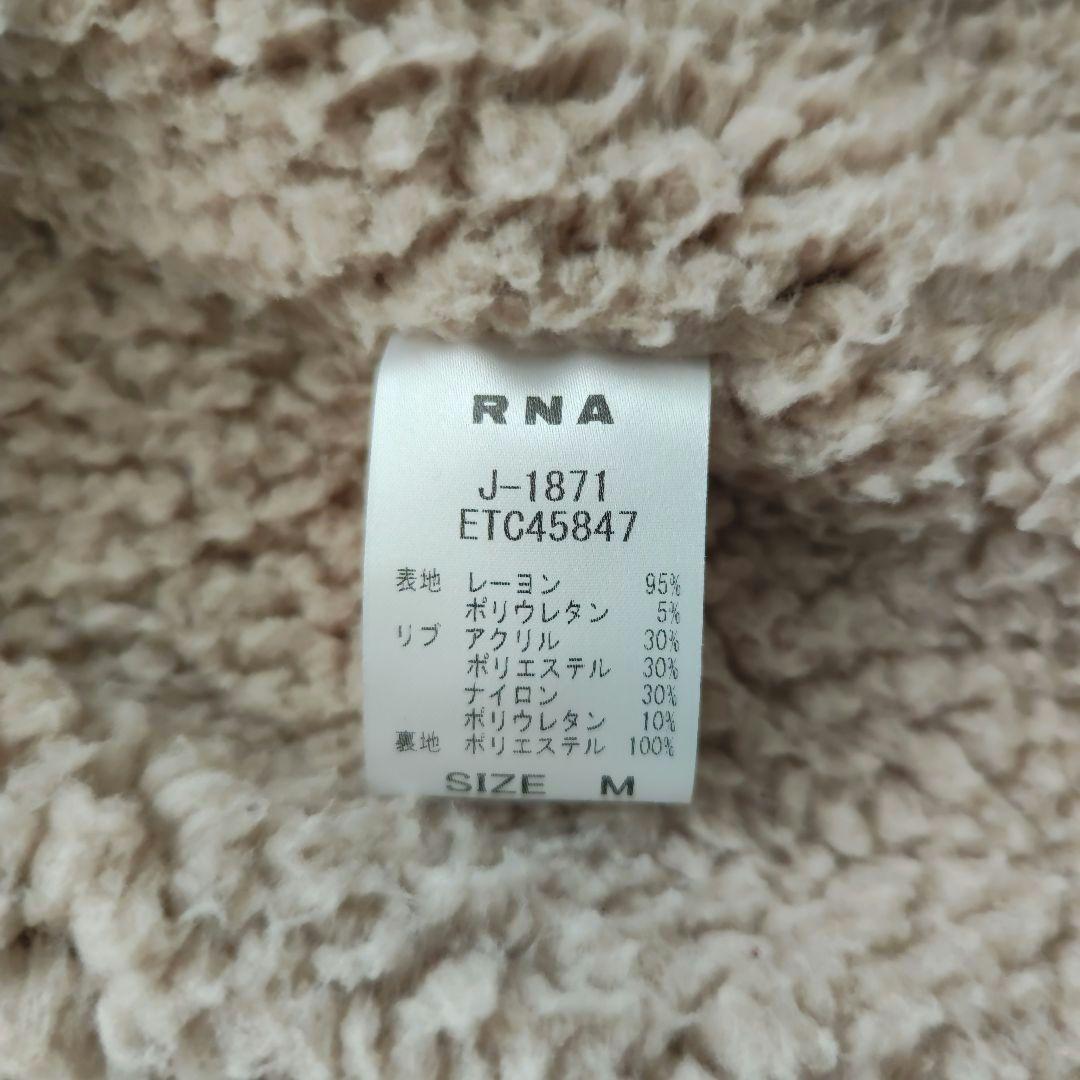 RNA
J-1871
ETC45847
表地 レーヨン 95%
ポリウレタン 5%
リブ アクリル 30%
ポリエステル 30%
ナイロン 30%
ポリウレタン 10%
裏地 ポリエステル 100%
SIZE M